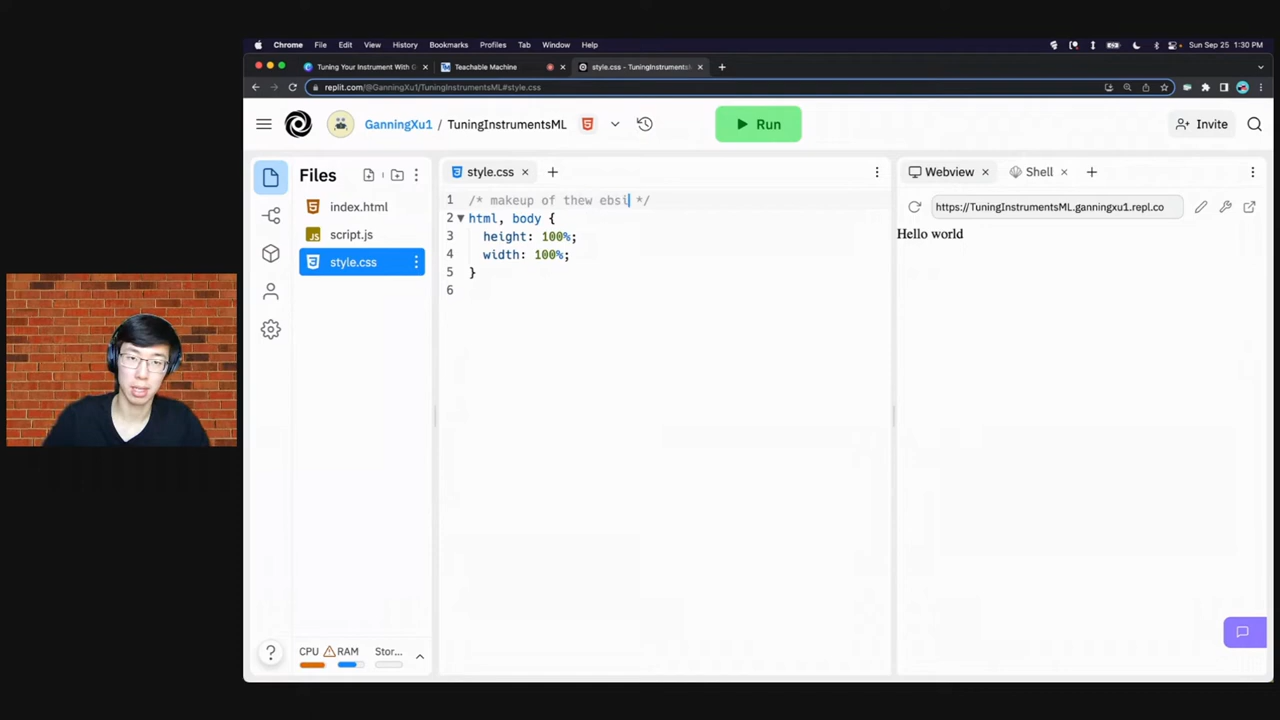 Chrome File Edit View History Bookmarks Profiles Tab Window Help
Sun Sep 25 1:30 PM
Tuning Your Instrument With
Teachable Machine
style.css - TuningInstruments
replit.com/@GanningXu1/TuningInstrumentsML#style.css
GanningXu1 / TuningInstrumentsML
Run
Invite
Files
index.html
script.js
style.css
CPU RAM Stor...
style.css
1 /* makeup of thew ebsi */
2 html, body {
3 height: 100%;
4 width: 100%;
5 }
6
Webview
Shell
https://TuningInstrumentsML.ganningxu1.repl.co
Hello world